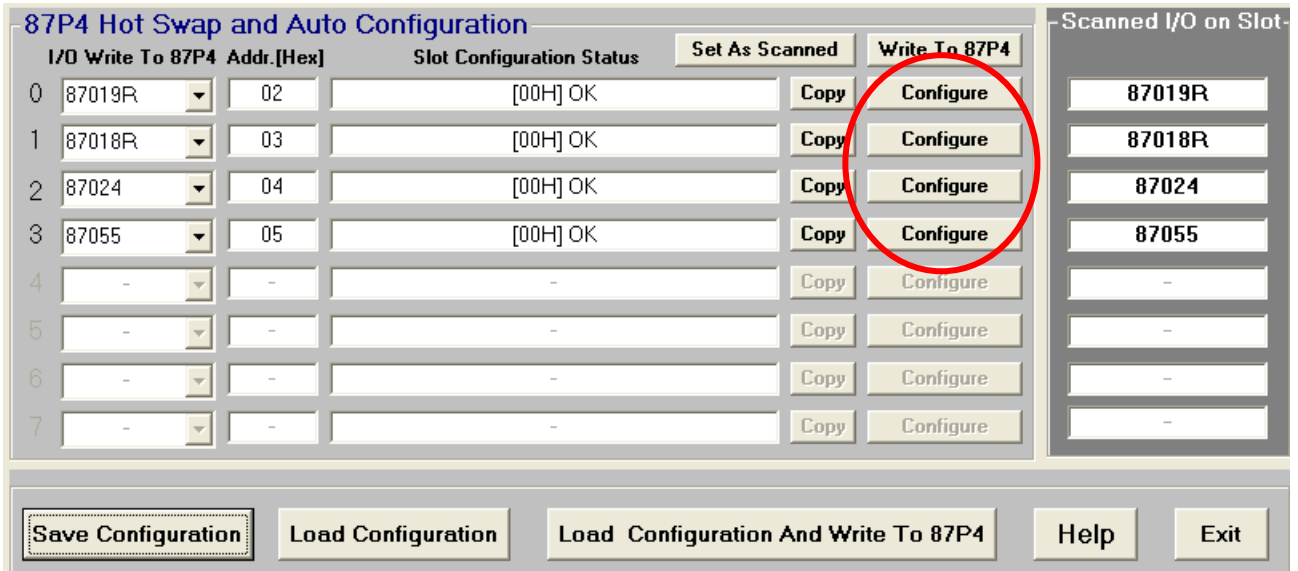 87P4 Hot Swap and Auto Configuration
Scanned I/O on Slot
I/O Write To 87P4 Addr.[Hex] Slot Configuration Status Set As Scanned Write To 87P4
0 87019R 02 [00H] OK Copy Configure 87019R
1 87018R 03 [00H] OK Copy Configure 87018R
2 87024 04 [00H] OK Copy Configure 87024
3 87055 05 [00H] OK Copy Configure 87055
4 - - - Copy Configure -
5 - - - Copy Configure -
6 - - - Copy Configure -
7 - - - Copy Configure -
Save Configuration Load Configuration Load Configuration And Write To 87P4 Help Exit